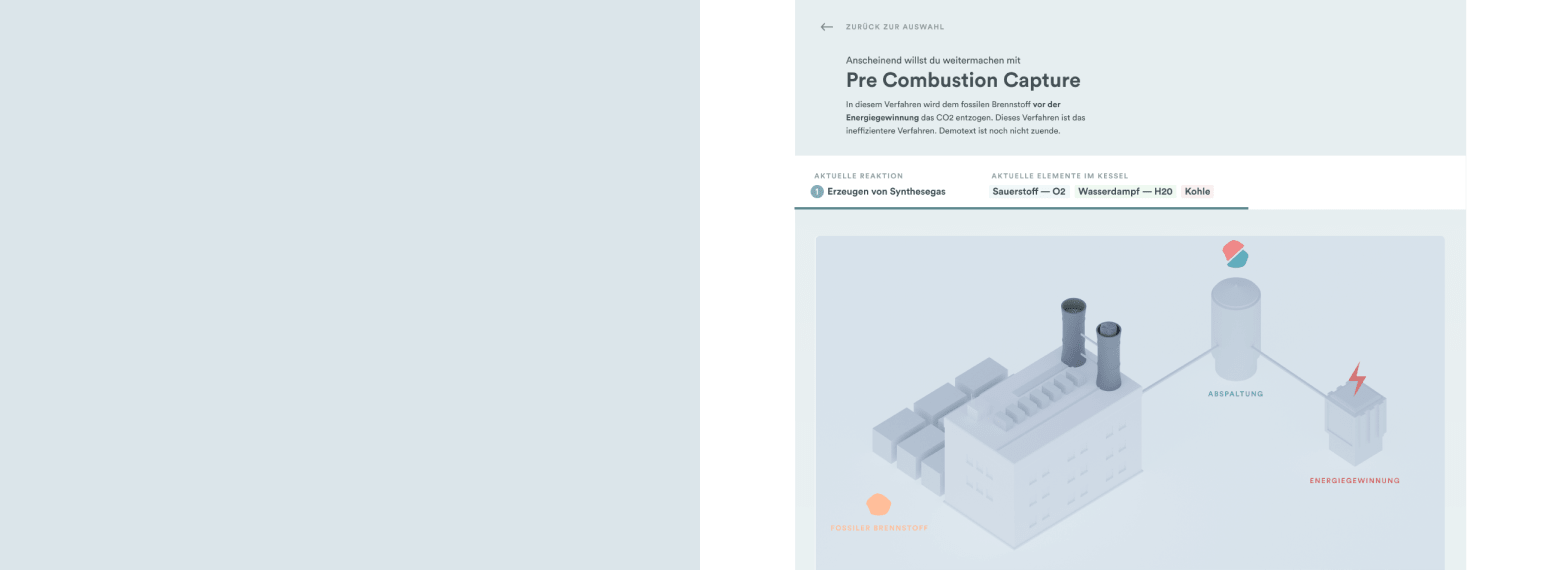 ZURÜCK ZUR AUSWAHL
Anscheinend willst du weitermachen mit
Pre Combustion Capture
In diesem Verfahren wird dem fossilen Brennstoff vor der
Energiegewinnung das CO2 entzogen. Dieses Verfahren ist das
ineffizientere Verfahren. Demotext ist noch nicht zuende.
AKTUELLE REAKTION
1 Erzeugen von Synthesegas
AKTUELLE ELEMENTE IM KESSEL
Sauerstoff — O2 Wasserdampf — H20 Kohle
ABSPALTUNG
ENERGIEGEWINNUNG
FOSSILER BRENNSTOFF